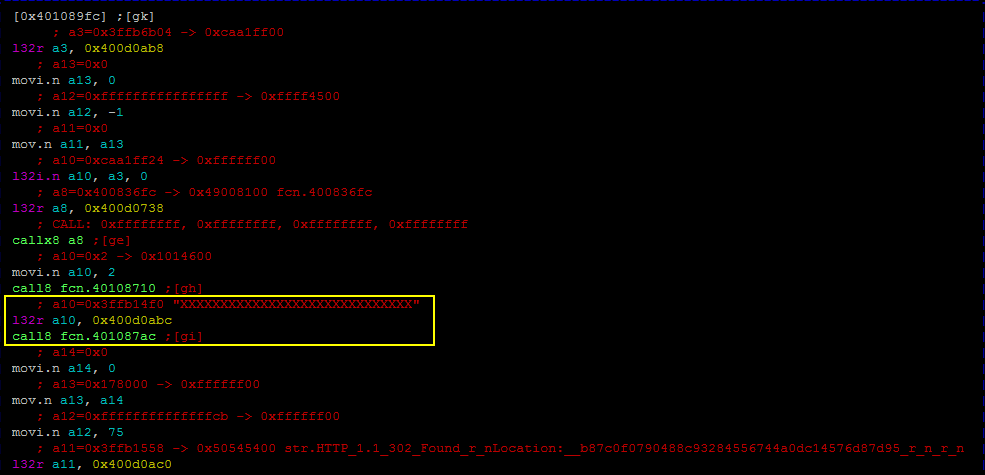 [0x401089fc] ;[gk]
; a3=0x3ffb6b04 -> 0xcaa1ff00
l32r a3, 0x400d0ab8
; a13=0x0
movi.n a13, 0
; a12=0xffffffffffffffff -> 0xffff4500
movi.n a12, -1
; a11=0x0
mov.n a11, a13
; a10=0xcaa1ff24 -> 0xffffff00
l32i.n a10, a3, 0
; a8=0x400836fc -> 0x49008100 fcn.400836fc
l32r a8, 0x400d0738
; CALL: 0xffffffff, 0xffffffff, 0xffffffff, 0xffffffff
callx8 a8 ;[ge]
; a10=0x2 -> 0x1014600
movi.n a10, 2
call8 fcn.40108710 ;[gh]
; a10=0x3ffb14f0 "XXXXXXXXXXXXXXXXXXXXXXXXXXXXX"
l32r a10, 0x400d0abc
call8 fcn.401087ac ;[gi]
; a14=0x0
movi.n a14, 0
; a13=0x178000 -> 0xffffff00
mov.n a13, a14
; a12=0xffffffffffffffcb -> 0xffffff00
movi.n a12, 75
; a11=0x3ffb1558 -> 0x50545400 str.HTTP_1.1_302_Found_r_nLocation:__b87c0f0790488c93284556744a0dc14576d87d95_r_n_r_n
l32r a11, 0x400d0ac0